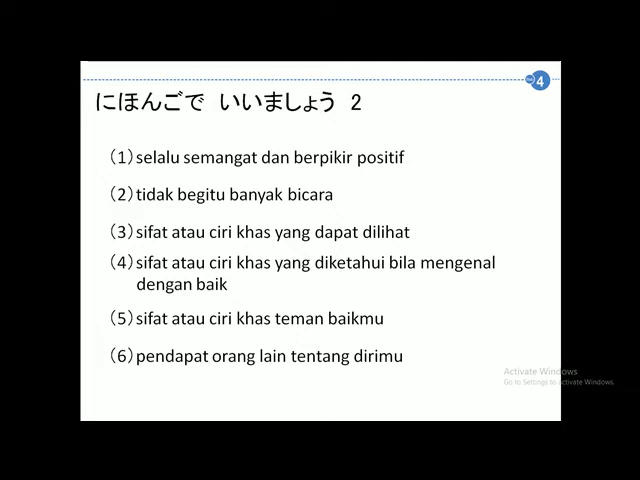 4
にほんごで いいましょう 2
(1)selalu semangat dan berpikir positif
(2)tidak begitu banyak bicara
(3)sifat atau ciri khas yang dapat dilihat
(4)sifat atau ciri khas yang diketahui bila mengenal
dengan baik
(5)sifat atau ciri khas teman baikmu
(6)pendapat orang lain tentang dirimu
Activate Windows
Go to Settings to activate Windows.